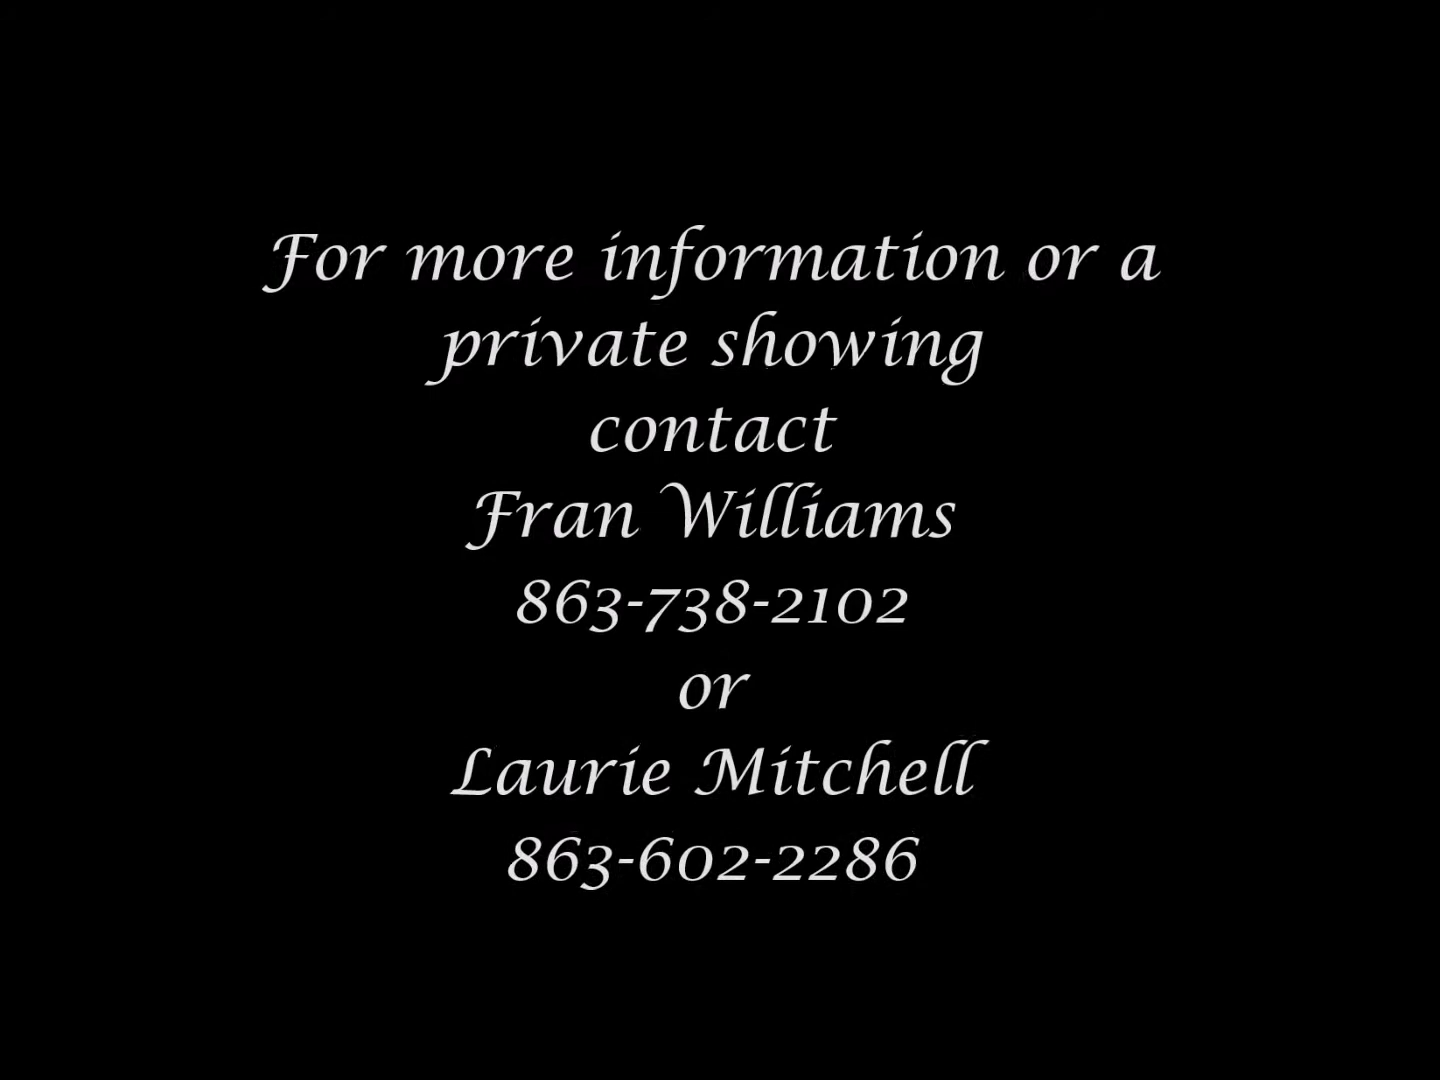 For more information or a
private showing
contact
Fran Williams
863-738-2102
or
Laurie Mitchell
863-602-2286